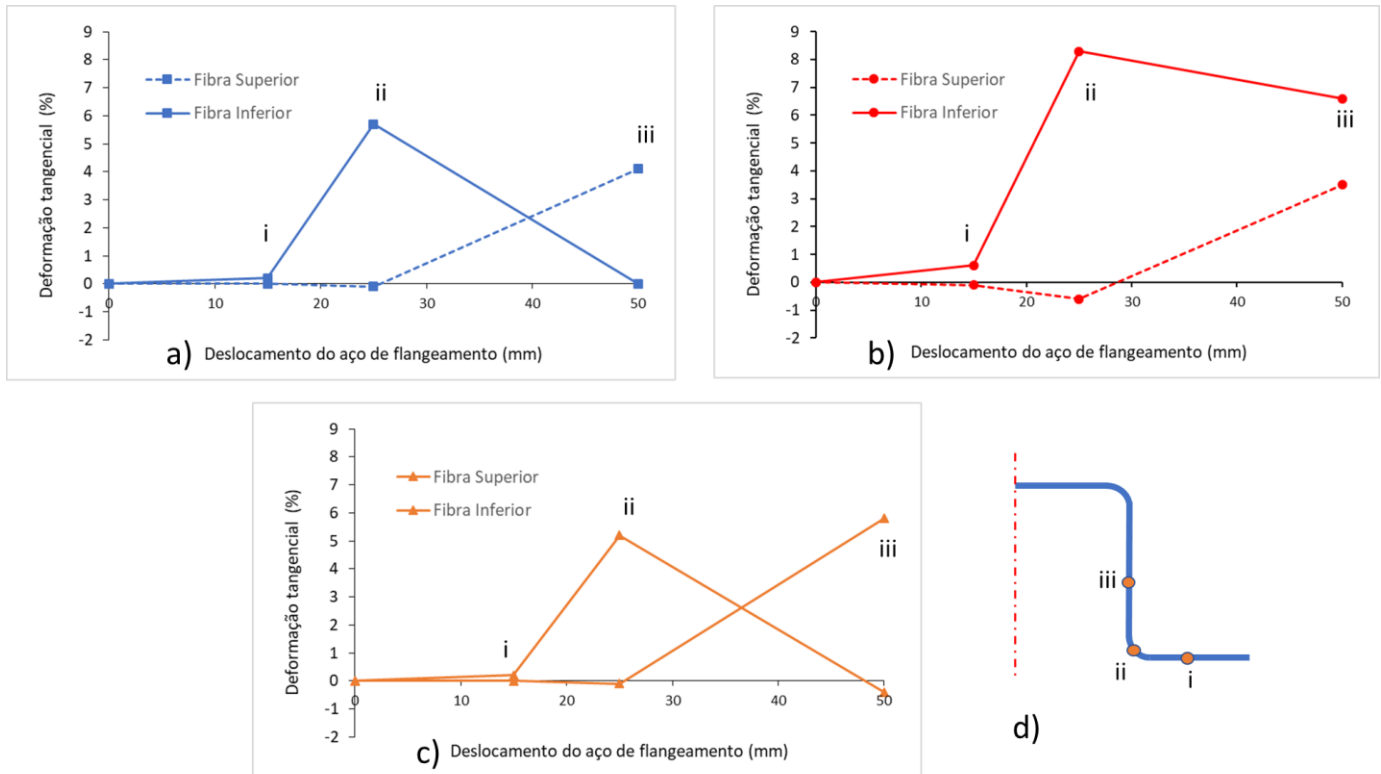 9
8
7
6
5
4
3
2
1
0
-1
-2
Deformação tangencial (%)
Fibra Superior
Fibra Inferior
i
ii
iii
0 10 20 30 40 50
a) Deslocamento do aço de flangeamento (mm)
9
8
7
6
5
4
3
2
1
0
-1
-2
Deformação tangencial (%)
Fibra Superior
Fibra Inferior
i
ii
iii
0 10 20 30 40 50
b) Deslocamento do aço de flangeamento (mm)
9
8
7
6
5
4
3
2
1
0
-1
-2
Deformação tangencial (%)
Fibra Superior
Fibra Inferior
i
ii
iii
0 10 20 30 40 50
c) Deslocamento do aço de flangeamento (mm)
iii
ii
i
d)